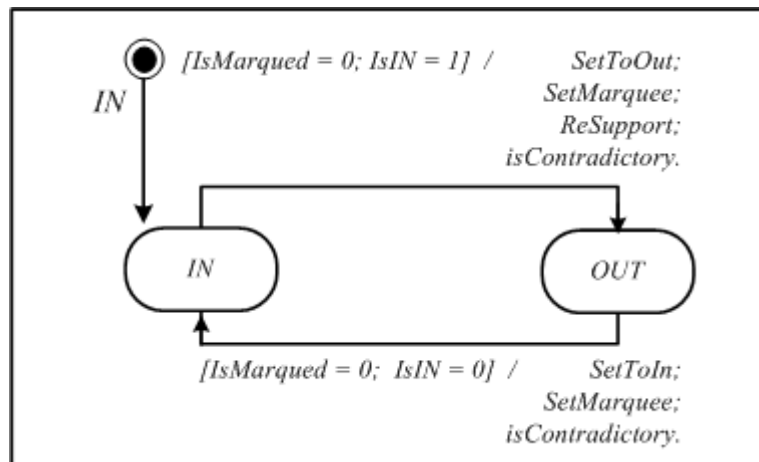 [IsMarqued = 0; IsIN = 1] / SetToOut;
IN
SetMarquee;
ReSupport;
isContradictory.
IN
OUT
[IsMarqued = 0; IsIN = 0] / SetToIn;
SetMarquee;
isContradictory.